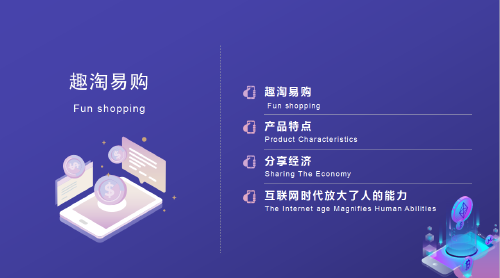 趣淘易购
Fun shopping
趣淘易购
Fun shopping
产品特点
Product Characteristics
分享经济
Sharing The Economy
互联网时代放大了人的能力
The Internet age Magnifies Human Abilities